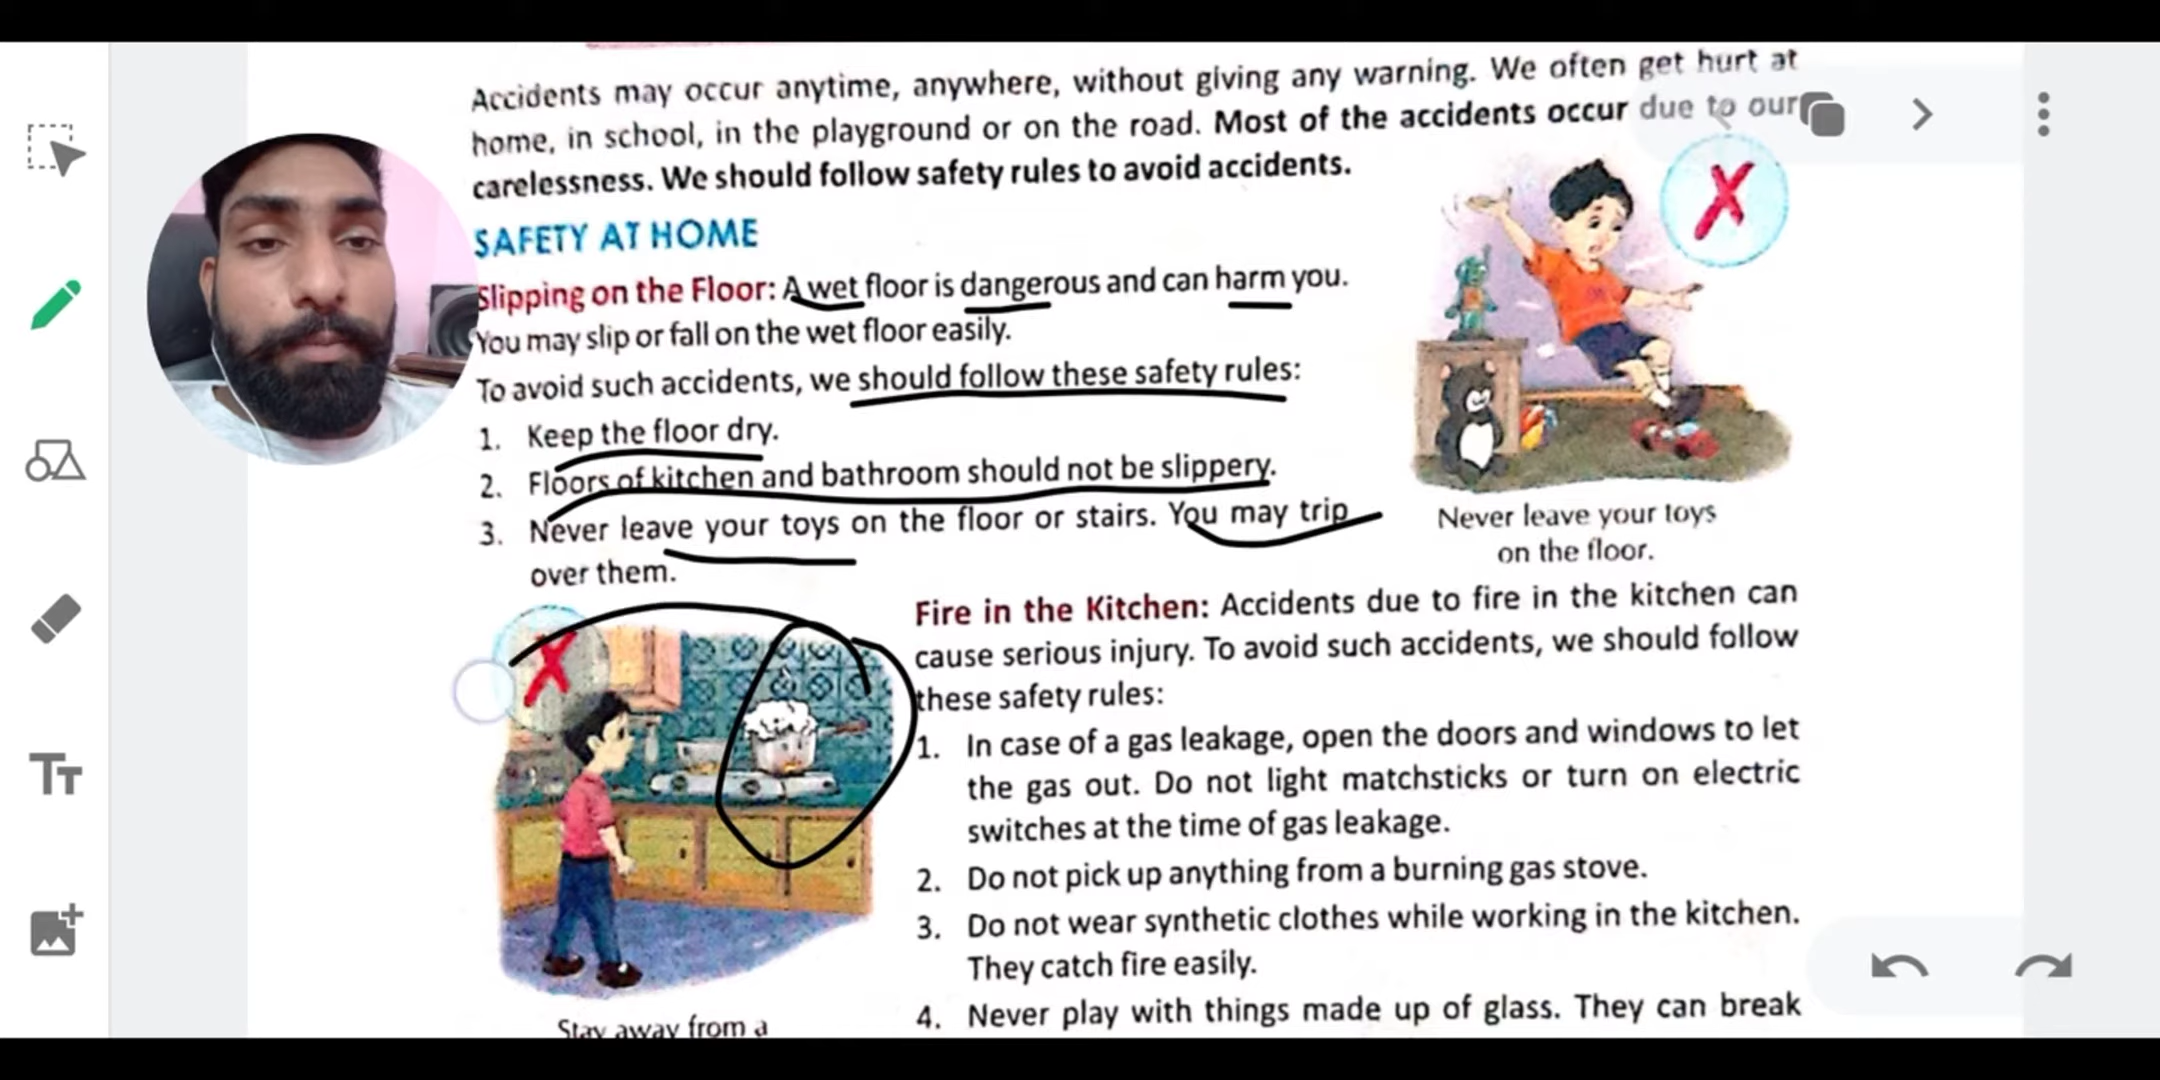 Accidents may occur anytime, anywhere, without giving any warning. We often get hurt at
home, in school, in the playground or on the road. Most of the accidents occur due to our
carelessness. We should follow safety rules to avoid accidents.
SAFETY AT HOME
Slipping on the Floor: A wet floor is dangerous and can harm you.
You may slip or fall on the wet floor easily.
To avoid such accidents, we should follow these safety rules:
1. Keep the floor dry.
2. Floors of kitchen and bathroom should not be slippery.
3. Never leave your toys on the floor or stairs. You may trip
over them.
Never leave your toys
on the floor.
Fire in the Kitchen: Accidents due to fire in the kitchen can
cause serious injury. To avoid such accidents, we should follow
these safety rules:
1. In case of a gas leakage, open the doors and windows to let
the gas out. Do not light matchsticks or turn on electric
switches at the time of gas leakage.
2. Do not pick up anything from a burning gas stove.
3. Do not wear synthetic clothes while working in the kitchen.
They catch fire easily.
4. Never play with things made up of glass. They can break
Stay away from a
TT